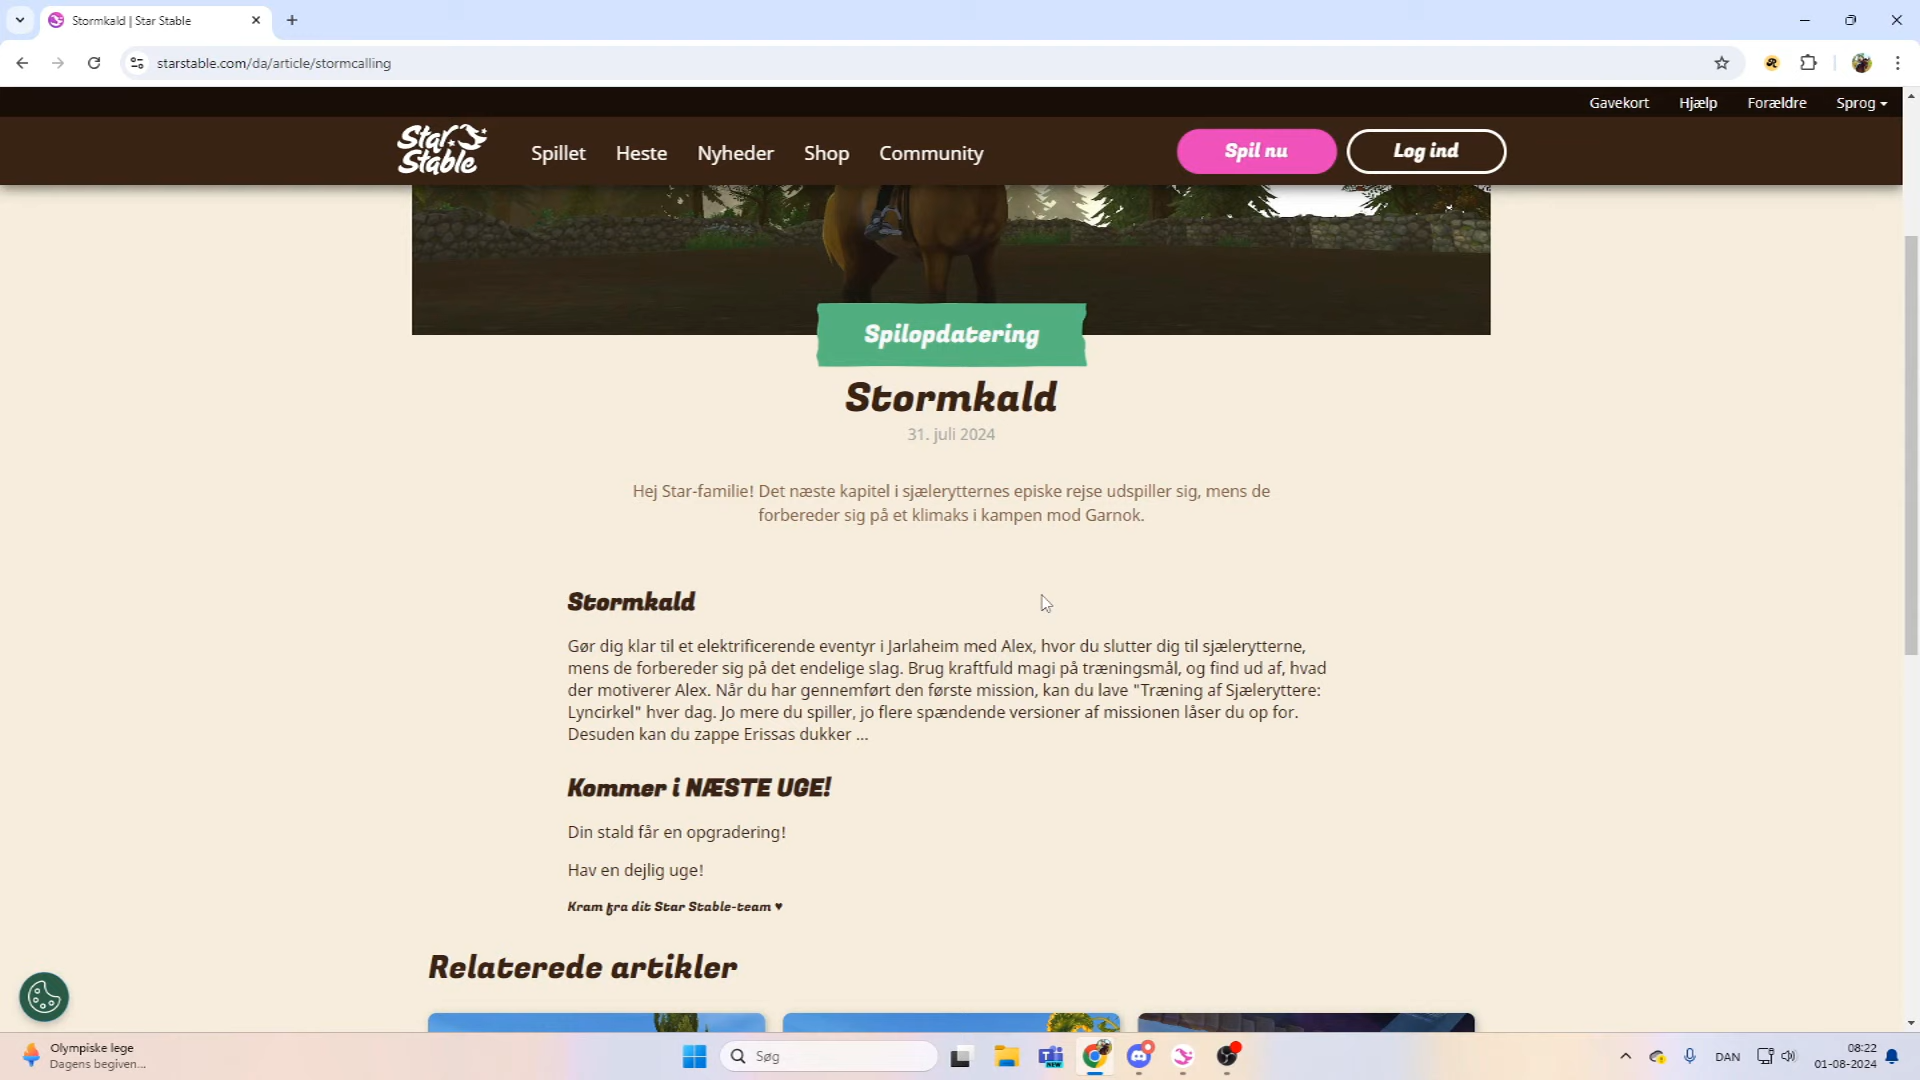 Stormkald | Star Stable
starstable.com/da/article/stormcalling
Gavekort Hjælp Forældre Sprog
Star Stable
Spillet Heste Nyheder Shop Community
Spil nu
Log ind
Spilopdatering
Stormkald
31. juli 2024
Hej Star-familie! Det næste kapitel i sjælerytternes episke rejse udspiller sig, mens de
forbereder sig på et klimaks i kampen mod Garnok.
Stormkald
Gør dig klar til et elektrificerende eventyr i Jarlaheim med Alex, hvor du slutter dig til sjælerytterne,
mens de forbereder sig på det endelige slag. Brug kraftfuld magi på træningsmål, og find ud af, hvad
der motiverer Alex. Når du har gennemført den første mission, kan du lave "Træning af Sjæleryttere:
Lyncirkel" hver dag. Jo mere du spiller, jo flere spændende versioner af missionen låser du op for.
Desuden kan du zappe Erissas dukker ...
Kommer i NÆSTE UGE!
Din stald får en opgradering!
Hav en dejlig uge!
Kram fra dit Star Stable-team ♥
Relaterede artikler
Olympiske lege
Dagens begiven...
Søg
NEW
DAN
08:22
01-08-2024